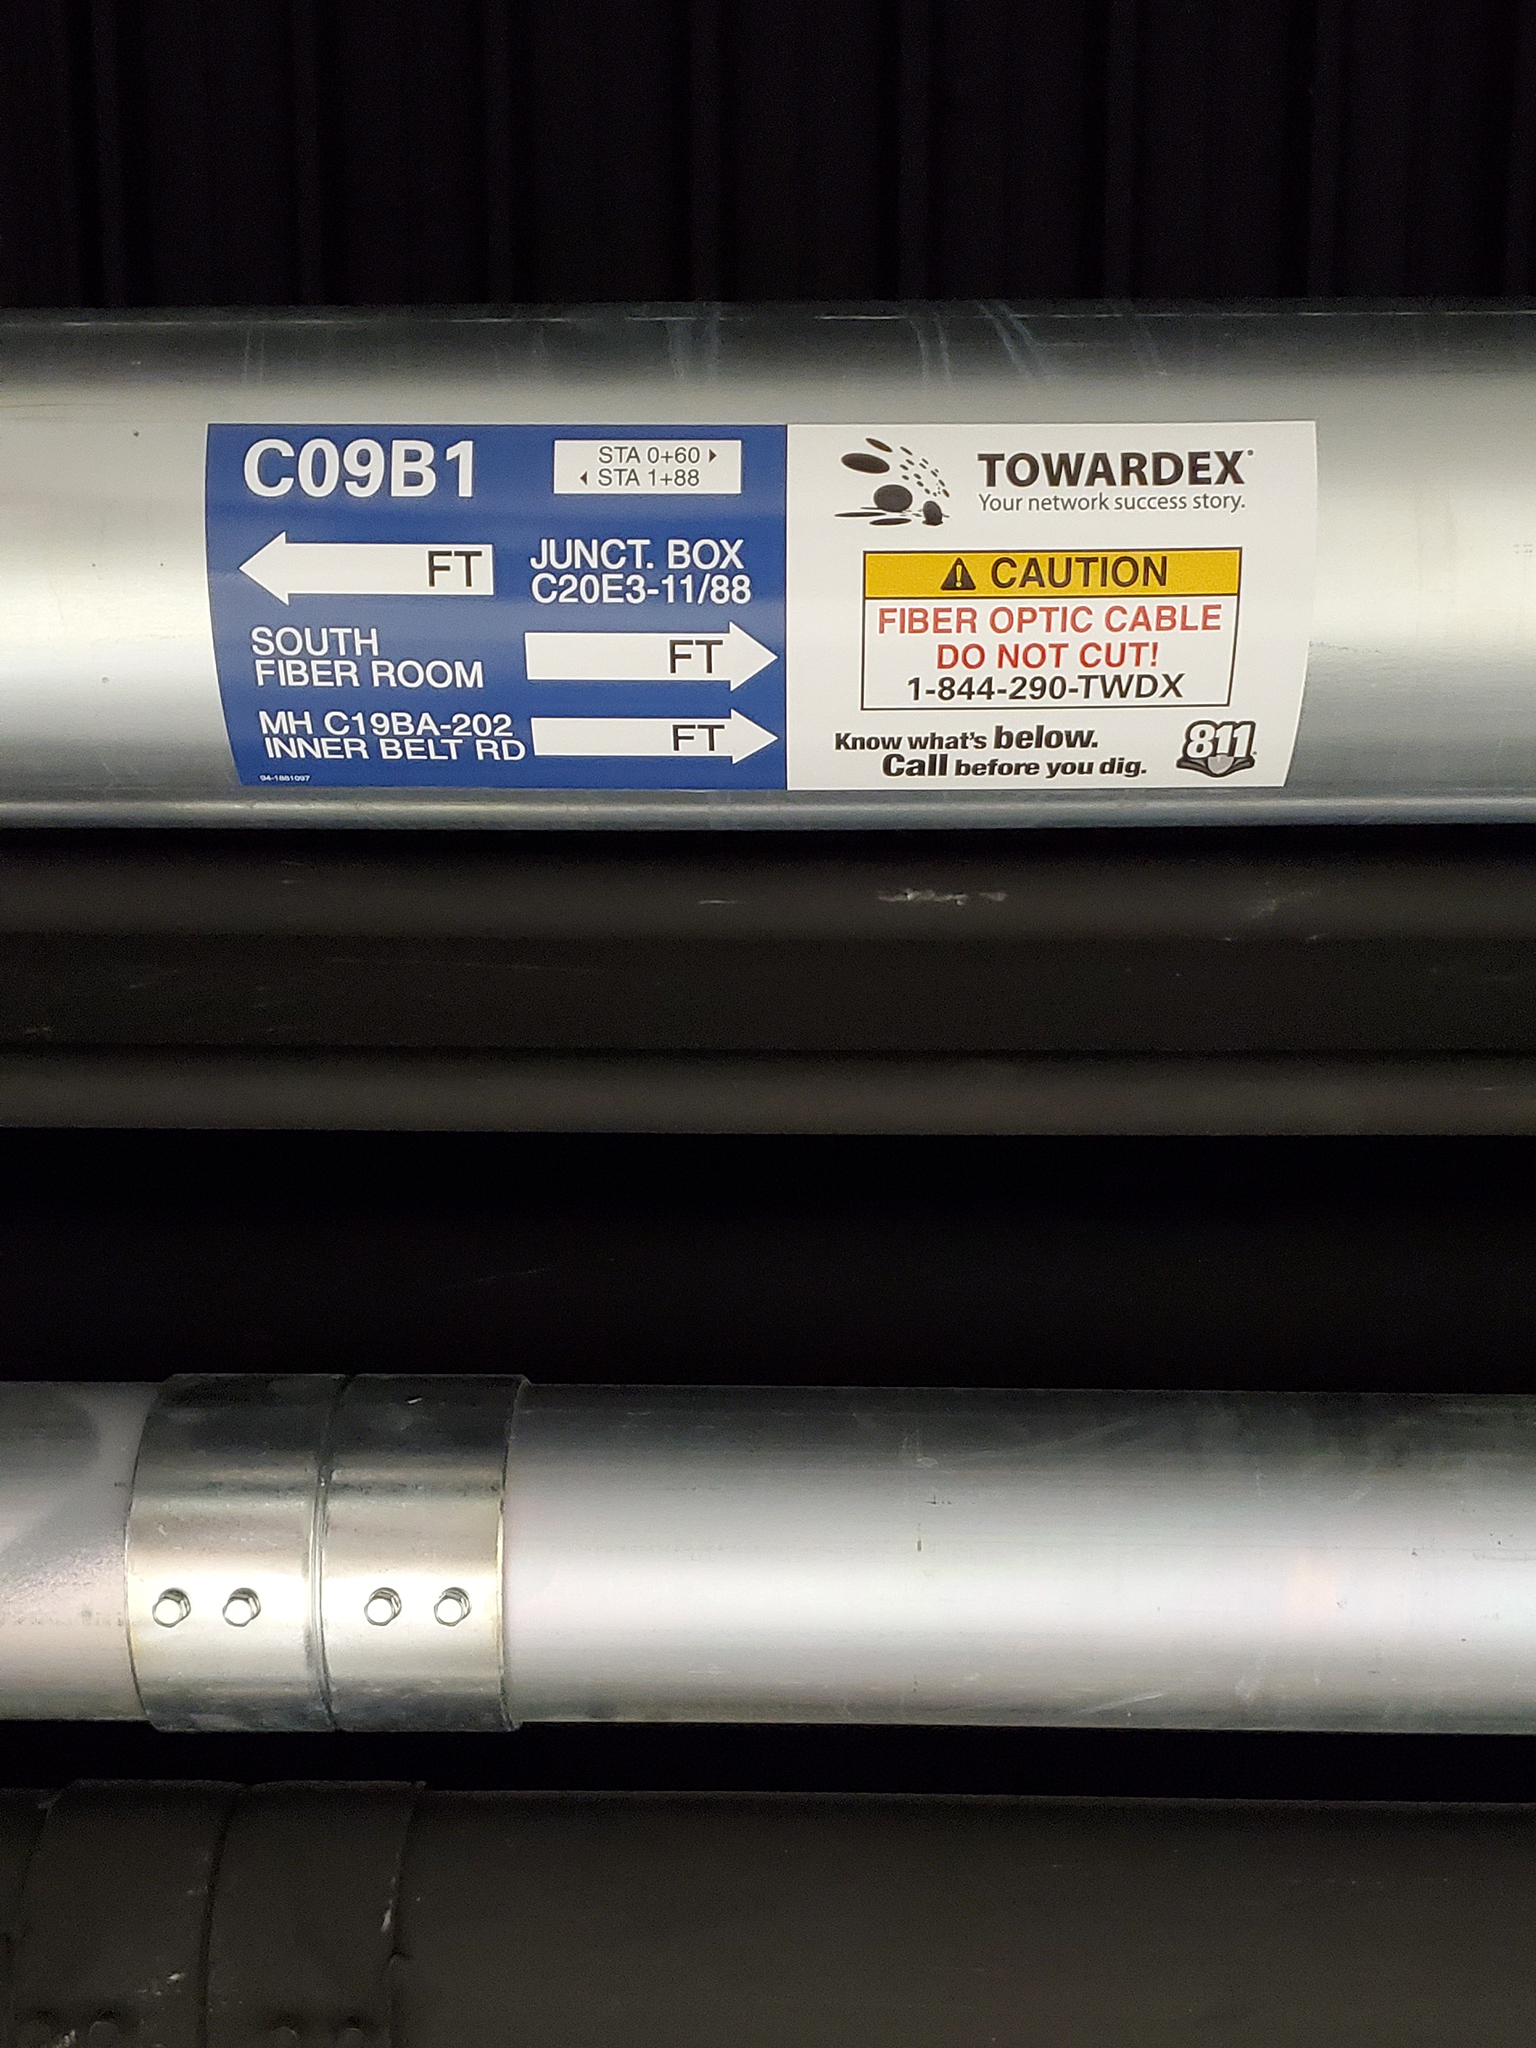 C09B1
STA 0+60
STA 1+88
FT
JUNCT. BOX
C20E3-11/88
SOUTH
FIBER ROOM
FT
MH C19BA-202
INNER BELT RD
FT
94-1881097
TOWARDEX
Your network success story.
CAUTION
FIBER OPTIC CABLE
DO NOT CUT!
1-844-290-TWDX
Know what's below.
Call before you dig.
811